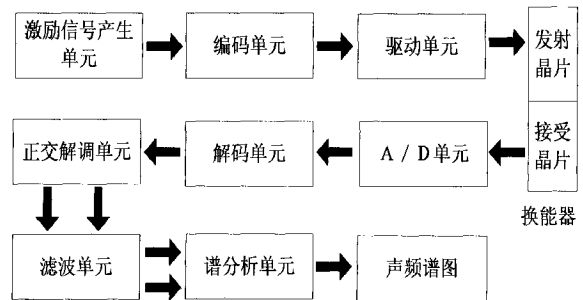 激励信号产生
单元
编码单元
驱动单元
发射
晶片
正交解调单元
解码单元
A / D 单元
接受
晶片
换能器
滤波单元
谱分析单元
声频谱图